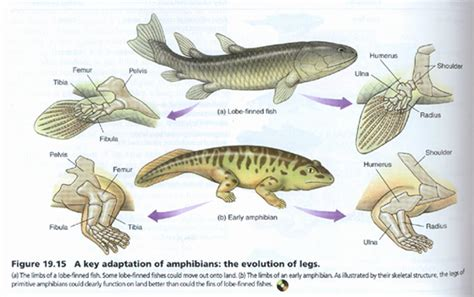 Femur
Pelvis
Tibia
Fibula
(a) Lobe-finned fish
Humerus
Ulna
Shoulder
Radius
Pelvis
Femur
Fibula
Tibia
(b) Early amphibian
Humerus
Shoulder
Ulna
Radius
Figure 19.15 A key adaptation of amphibians: the evolution of legs.
(a) The limbs of a lobe-finned fish. Some lobe-finned fishes could move out onto land. (b) The limbs of an early amphibian. As illustrated by their skeletal structure, the legs of
primitive amphibians could clearly function on land better than could the fins of lobe-finned fishes.